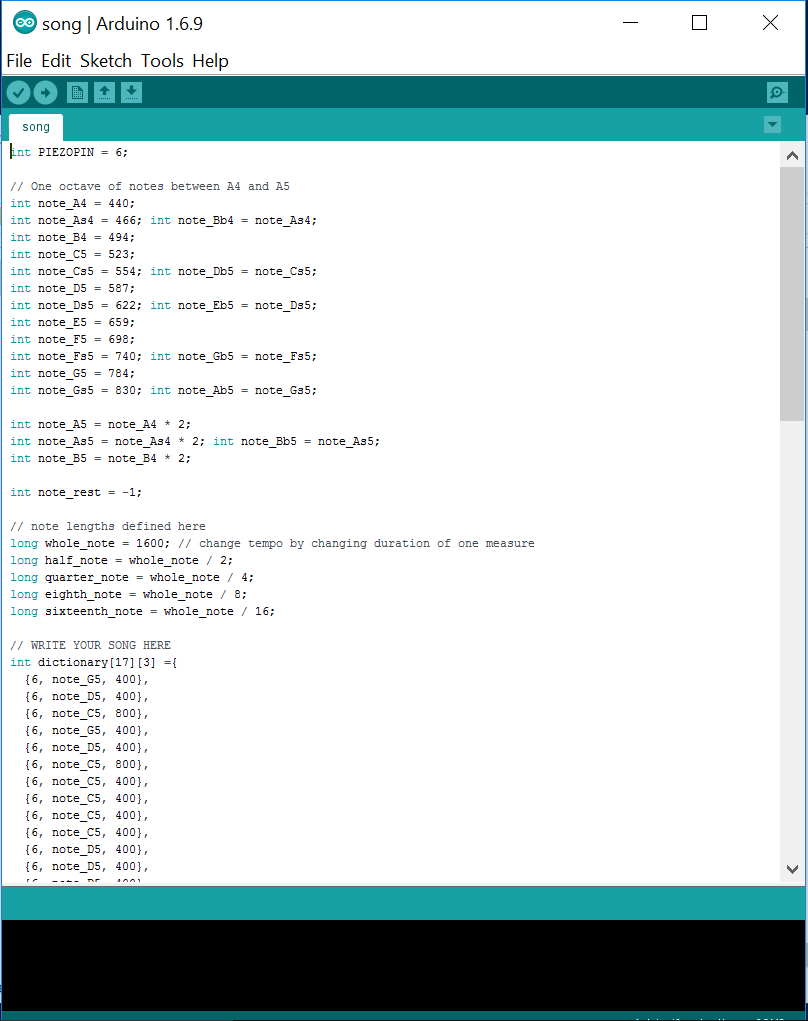 song | Arduino 1.6.9
File Edit Sketch Tools Help
song
int PIEZOPIN = 6;
// One octave of notes between A4 and A5
int note_A4 = 440;
int note_As4 = 466; int note_Bb4 = note_As4;
int note_B4 = 494;
int note_C5 = 523;
int note_Cs5 = 554; int note_Db5 = note_Cs5;
int note_D5 = 587;
int note_Ds5 = 622; int note_Eb5 = note_Ds5;
int note_E5 = 659;
int note_F5 = 698;
int note_Fs5 = 740; int note_Gb5 = note_Fs5;
int note_G5 = 784;
int note_Gs5 = 830; int note_Ab5 = note_Gs5;
int note_A5 = note_A4 * 2;
int note_As5 = note_As4 * 2; int note_Bb5 = note_As5;
int note_B5 = note_B4 * 2;
int note_rest = -1;
// note lengths defined here
long whole_note = 1600; // change tempo by changing duration of one measure
long half_note = whole_note / 2;
long quarter_note = whole_note / 4;
long eighth_note = whole_note / 8;
long sixteenth_note = whole_note / 16;
// WRITE YOUR SONG HERE
int dictionary[17][3] ={
{6, note_G5, 400},
{6, note_D5, 400},
{6, note_C5, 800},
{6, note_G5, 400},
{6, note_D5, 400},
{6, note_C5, 800},
{6, note_C5, 400},
{6, note_C5, 400},
{6, note_C5, 400},
{6, note_C5, 400},
{6, note_D5, 400},
{6, note_D5, 400},